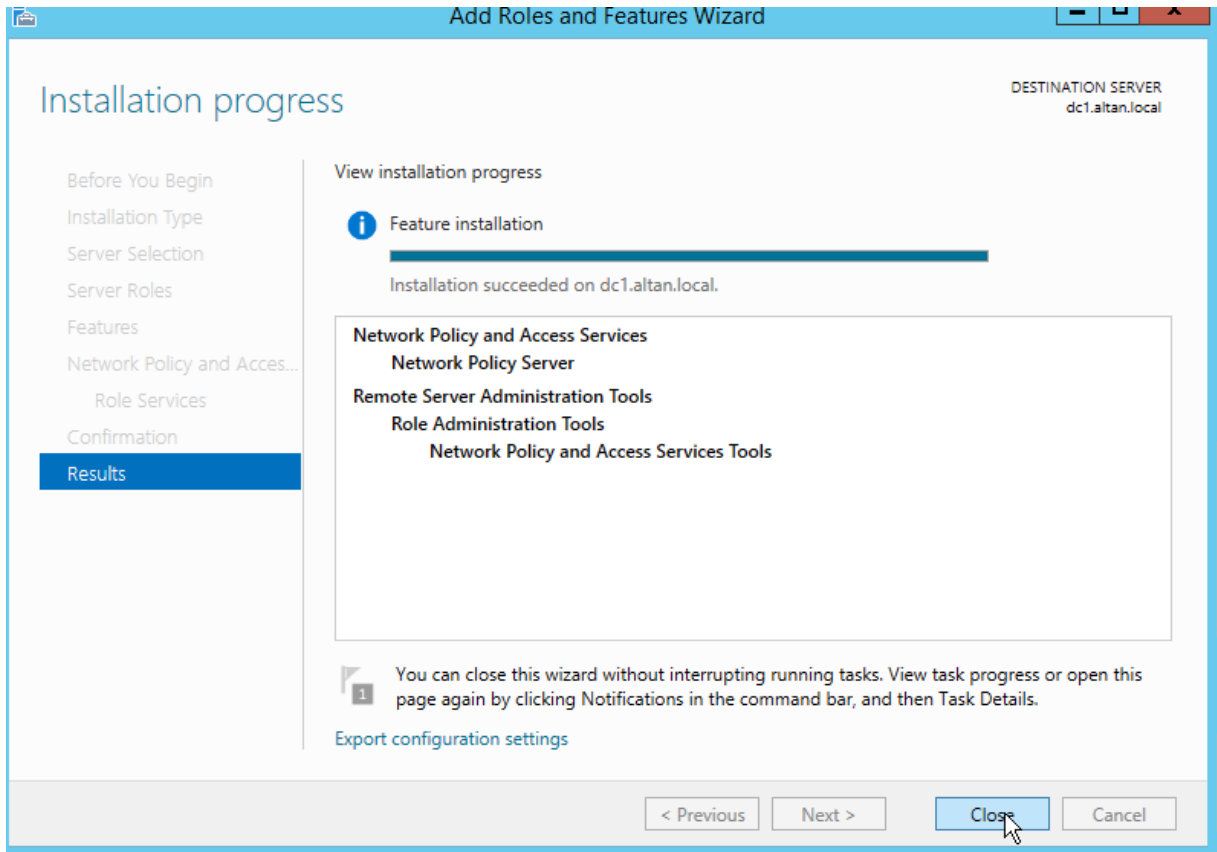 Add Roles and Features Wizard
Installation progress
DESTINATION SERVER
dc1.altan.local
Before You Begin
Installation Type
Server Selection
Server Roles
Features
Network Policy and Acces...
Role Services
Confirmation
Results
View installation progress
Feature installation
Installation succeeded on dc1.altan.local.
Network Policy and Access Services
Network Policy Server
Remote Server Administration Tools
Role Administration Tools
Network Policy and Access Services Tools
1
You can close this wizard without interrupting running tasks. View task progress or open this
page again by clicking Notifications in the command bar, and then Task Details.
Export configuration settings
< Previous
Next >
Close
Cancel